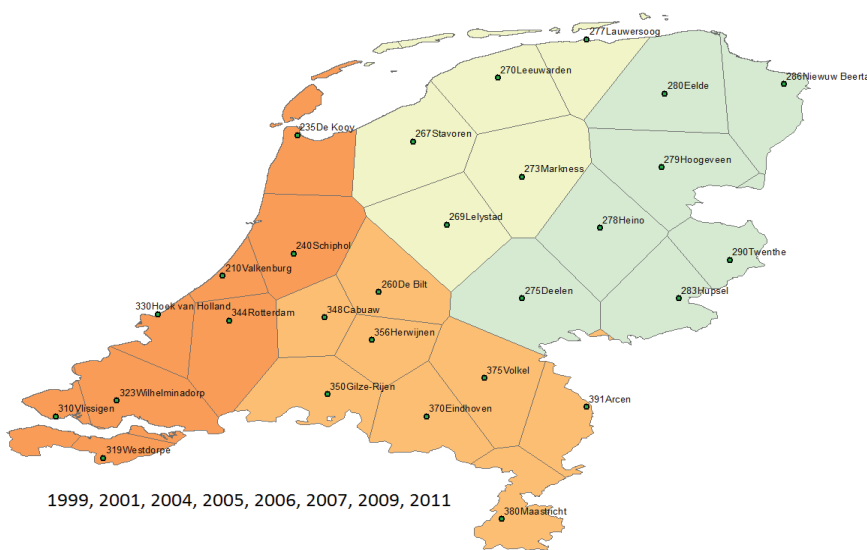 277Lauwersoog
270Leeuwarden
286Niewuw Beerta
280Eelde
235De Kooy
267Stavoren
279Hoogeveen
273Markness
269Lelystad
278Heino
240Schiphol
290Twenthe
210Valkenburg
260De Bilt
275Deelen
283Hupsel
330Hoek van Holland
344Rotterdam
348Cabuaw
356Herwijnen
375Volkel
350Gilze-Rijen
323Wilhelminadorp
391Arcen
310Vlissigen
370Eindhoven
319Westdorpe
1999, 2001, 2004, 2005, 2006, 2007, 2009, 2011
380Maastricht